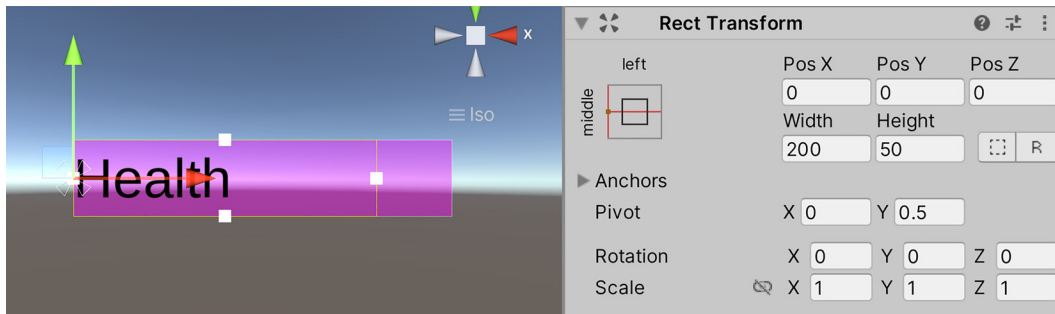 x
Iso
Health
Rect Transform
left
middle
Pos X Pos Y Pos Z
0 0 0
Width Height
200 50 R
Anchors
Pivot X 0 Y 0.5
Rotation X 0 Y 0 Z 0
Scale X 1 Y 1 Z 1